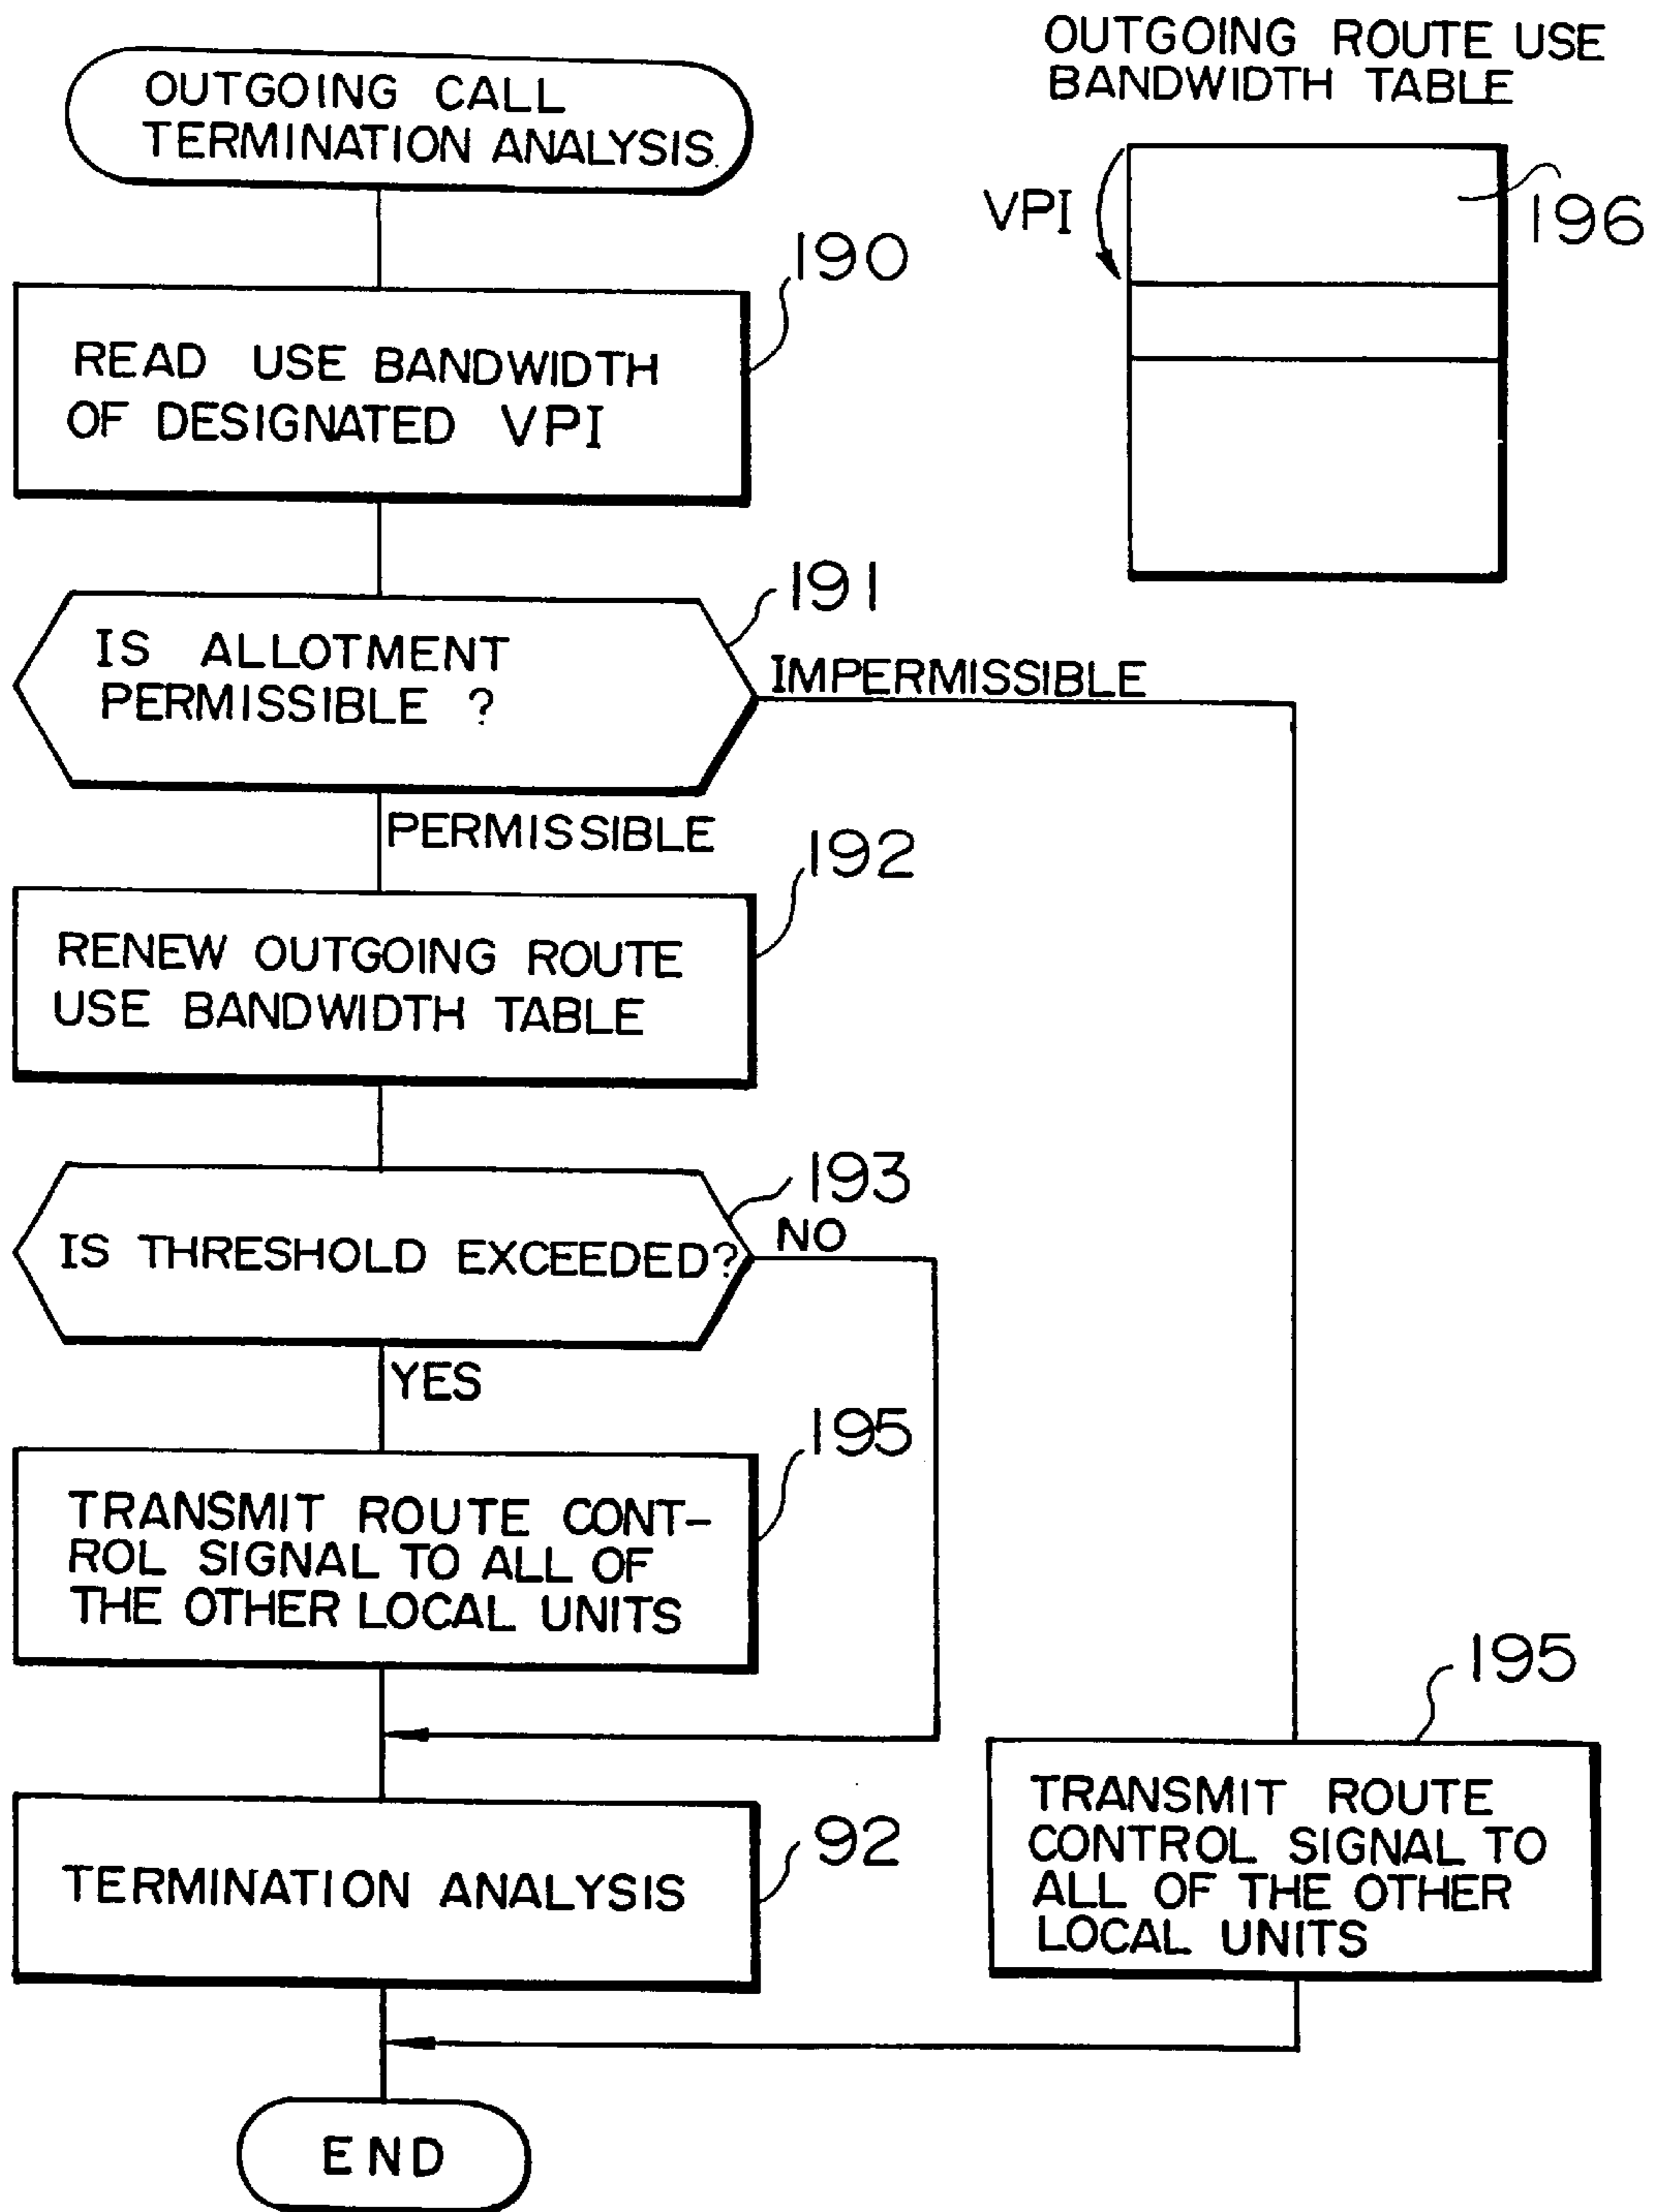 OUTGOING CALL
TERMINATION ANALYSIS
OUTGOING ROUTE USE
BANDWIDTH TABLE
VPI
196
190
READ USE BANDWIDTH
OF DESIGNATED VPI
191
IS ALLOTMENT
PERMISSIBLE ?
IMPERMISSIBLE
PERMISSIBLE
192
RENEW OUTGOING ROUTE
USE BANDWIDTH TABLE
193
IS THRESHOLD EXCEEDED?
NO
YES
195
TRANSMIT ROUTE CONT-
ROL SIGNAL TO ALL OF
THE OTHER LOCAL UNITS
195
TRANSMIT ROUTE
CONTROL SIGNAL TO
ALL OF THE OTHER
LOCAL UNITS
92
TERMINATION ANALYSIS
END